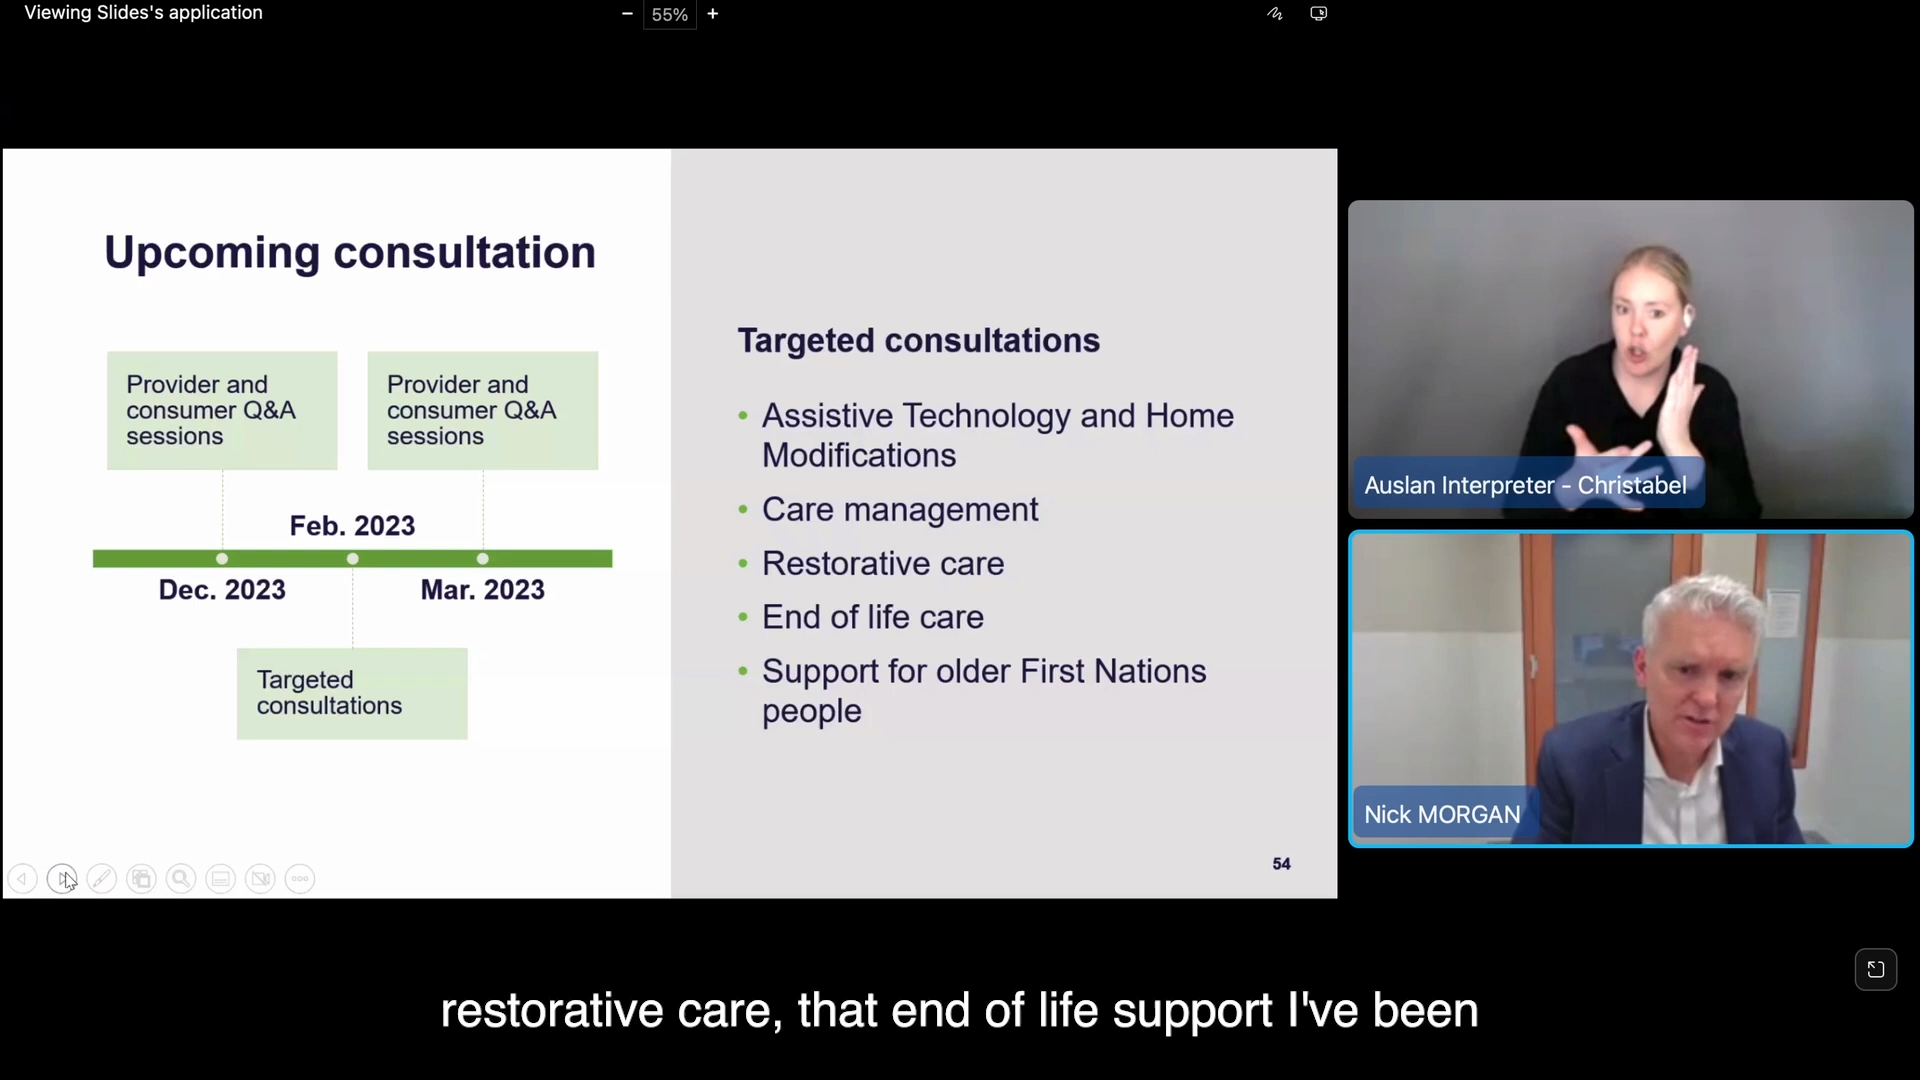 Viewing Slides's application
− 55% +
Upcoming consultation
Provider and
consumer Q&A
sessions
Provider and
consumer Q&A
sessions
Feb. 2023
Dec. 2023
Mar. 2023
Targeted
consultations
Targeted consultations
• Assistive Technology and Home
Modifications
• Care management
• Restorative care
• End of life care
• Support for older First Nations
people
54
Auslan Interpreter - Christabel
Nick MORGAN
restorative care, that end of life support I've been